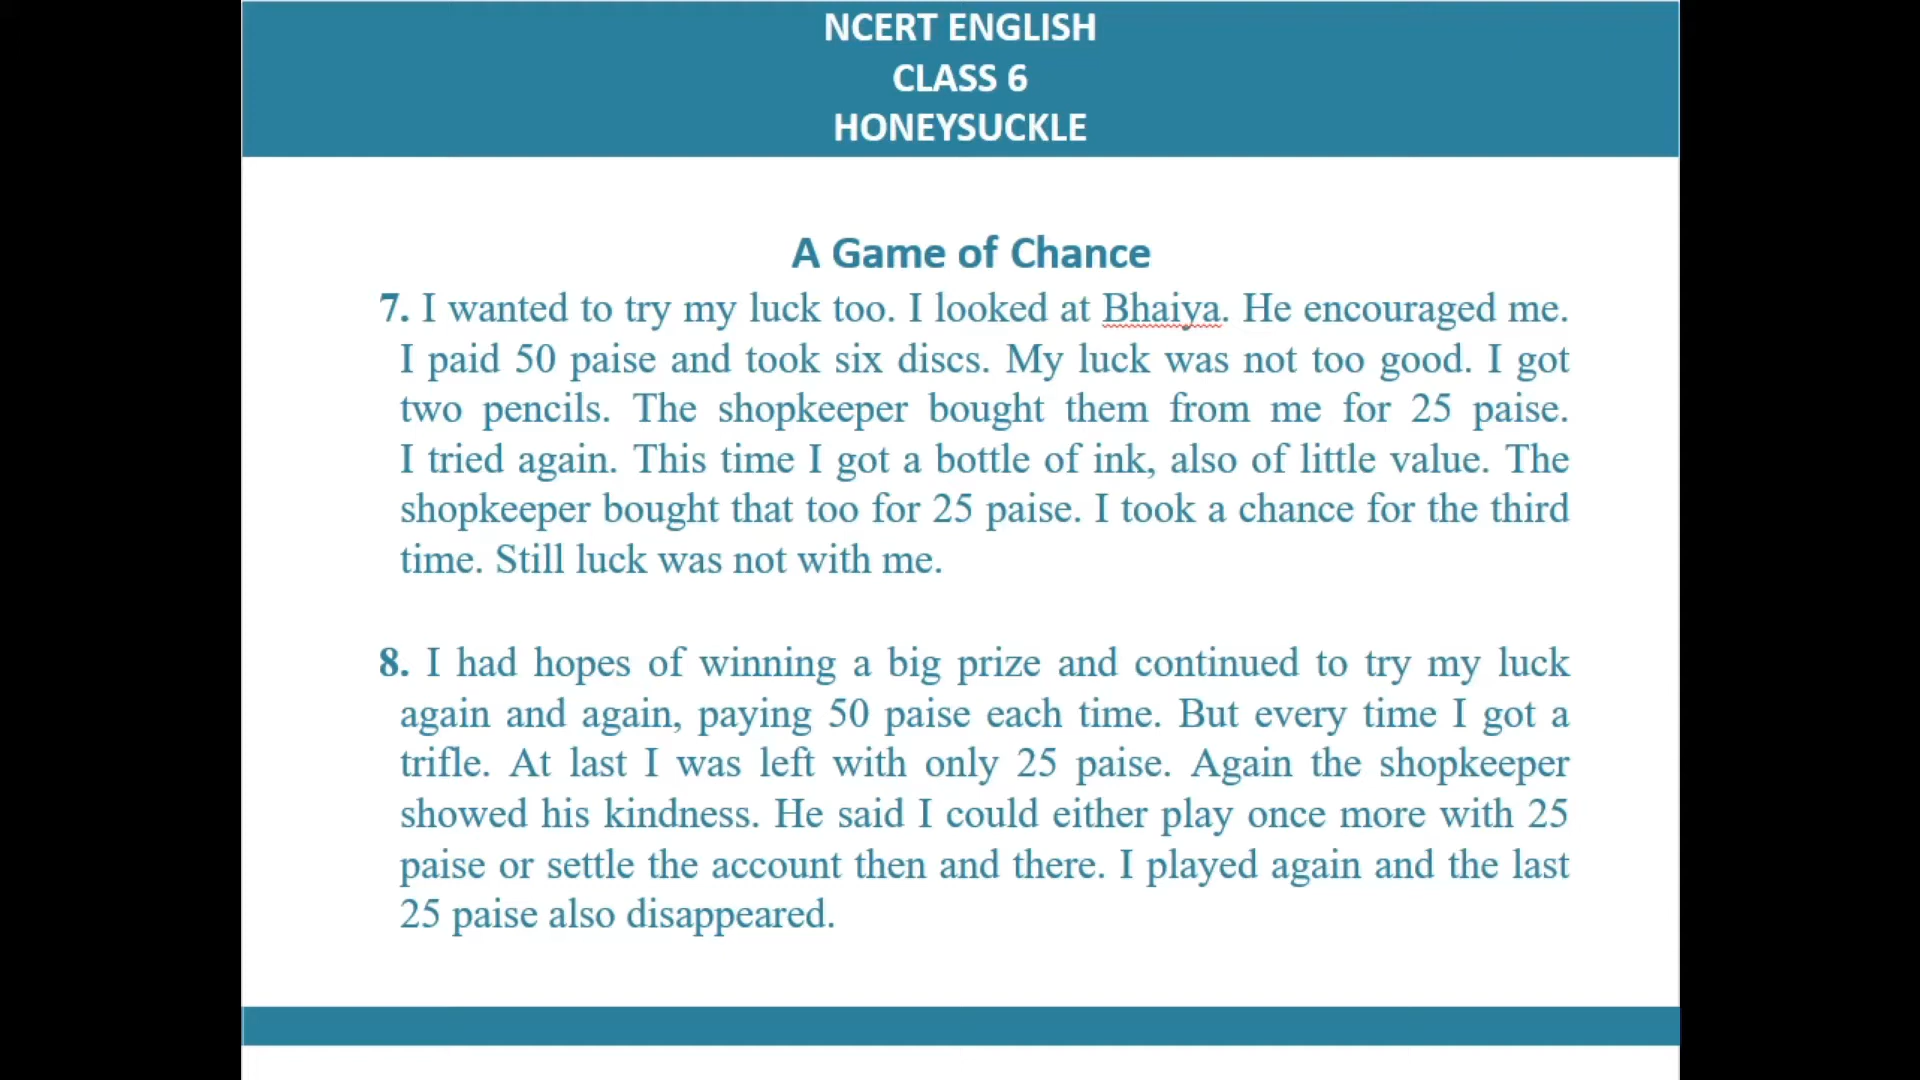 NCERT ENGLISH
CLASS 6
HONEYSUCKLE
A Game of Chance
7. I wanted to try my luck too. I looked at Bhaiya. He encouraged me.
I paid 50 paise and took six discs. My luck was not too good. I got
two pencils. The shopkeeper bought them from me for 25 paise.
I tried again. This time I got a bottle of ink, also of little value. The
shopkeeper bought that too for 25 paise. I took a chance for the third
time. Still luck was not with me.
8. I had hopes of winning a big prize and continued to try my luck
again and again, paying 50 paise each time. But every time I got a
trifle. At last I was left with only 25 paise. Again the shopkeeper
showed his kindness. He said I could either play once more with 25
paise or settle the account then and there. I played again and the last
25 paise also disappeared.